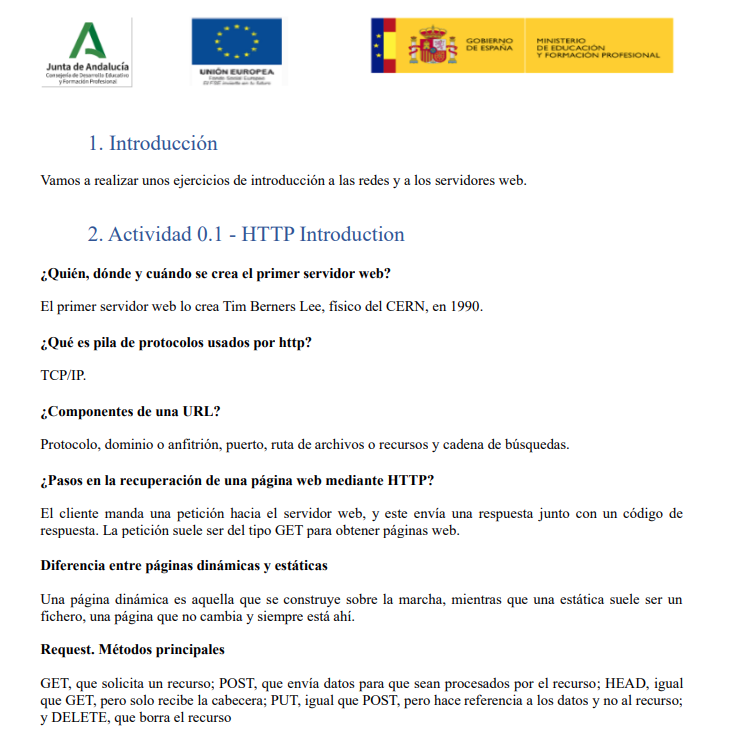 Junta de Andalucía
Consejería de Desarrollo Educativo
y Formación Profesional
UNIÓN EUROPEA
Fondo Social Europeo
GOBIERNO
DE ESPAÑA
MINISTERIO
DE EDUCACIÓN
Y FORMACIÓN PROFESIONAL
1. Introducción
Vamos a realizar unos ejercicios de introducción a las redes y a los servidores web.
2. Actividad 0.1 - HTTP Introduction
¿Quién, dónde y cuándo se crea el primer servidor web?
El primer servidor web lo crea Tim Berners Lee, físico del CERN, en 1990.
¿Qué es pila de protocolos usados por http?
TCP/IP.
¿Componentes de una URL?
Protocolo, dominio o anfitrión, puerto, ruta de archivos o recursos y cadena de búsquedas.
¿Pasos en la recuperación de una página web mediante HTTP?
El cliente manda una petición hacia el servidor web, y este envía una respuesta junto con un código de
respuesta. La petición suele ser del tipo GET para obtener páginas web.
Diferencia entre páginas dinámicas y estáticas
Una página dinámica es aquella que se construye sobre la marcha, mientras que una estática suele ser un
fichero, una página que no cambia y siempre está ahí.
Request. Métodos principales
GET, que solicita un recurso; POST, que envía datos para que sean procesados por el recurso; HEAD, igual
que GET, pero solo recibe la cabecera; PUT, igual que POST, pero hace referencia a los datos y no al recurso;
y DELETE, que borra el recurso